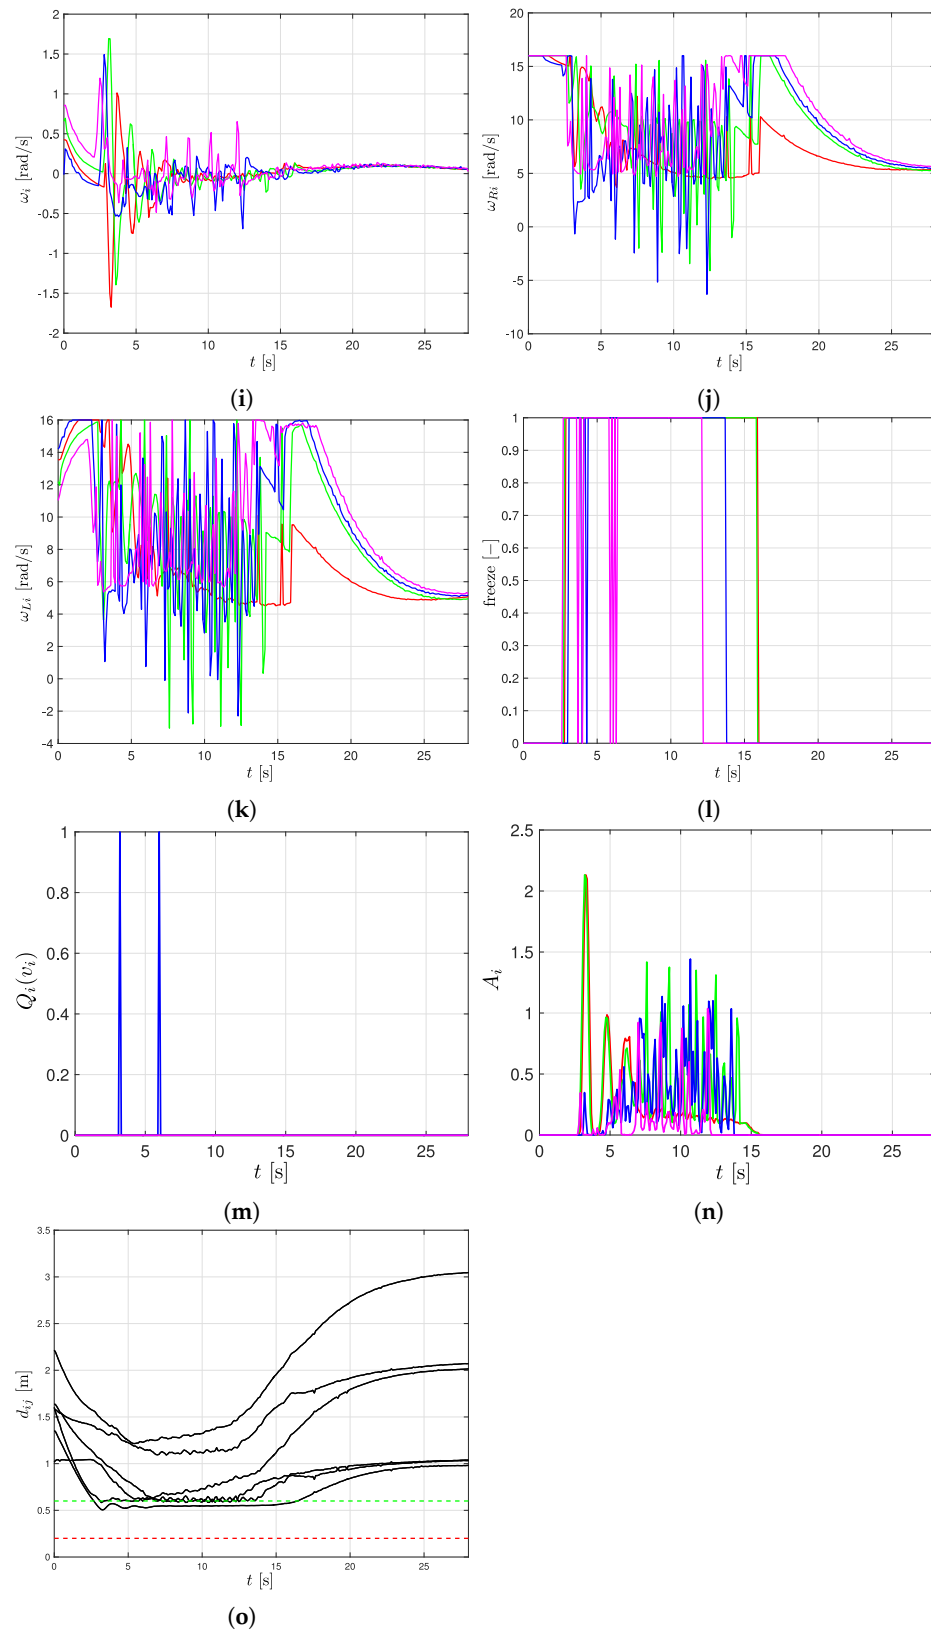 2
1.5
1
0.5
0
-0.5
-1
-1.5
-2
ω_i [rad/s]
0 5 10 15 20 25
t [s]
(i)
20
15
10
5
0
-5
-10
ω_Ri [rad/s]
0 5 10 15 20 25
t [s]
(j)
16
14
12
10
8
6
4
2
0
-2
-4
ω_Li [rad/s]
0 5 10 15 20 25
t [s]
(k)
1
0.9
0.8
0.7
0.6
0.5
0.4
0.3
0.2
0.1
0
freeze [−]
0 5 10 15 20 25
t [s]
(l)
1
0.8
0.6
0.4
0.2
0
Q_i(v_i)
0 5 10 15 20 25
t [s]
(m)
2.5
2
1.5
1
0.5
0
A_i
0 5 10 15 20 25
t [s]
(n)
3.5
3
2.5
2
1.5
1
0.5
0
d_ij [m]
0 5 10 15 20 25
t [s]
(o)